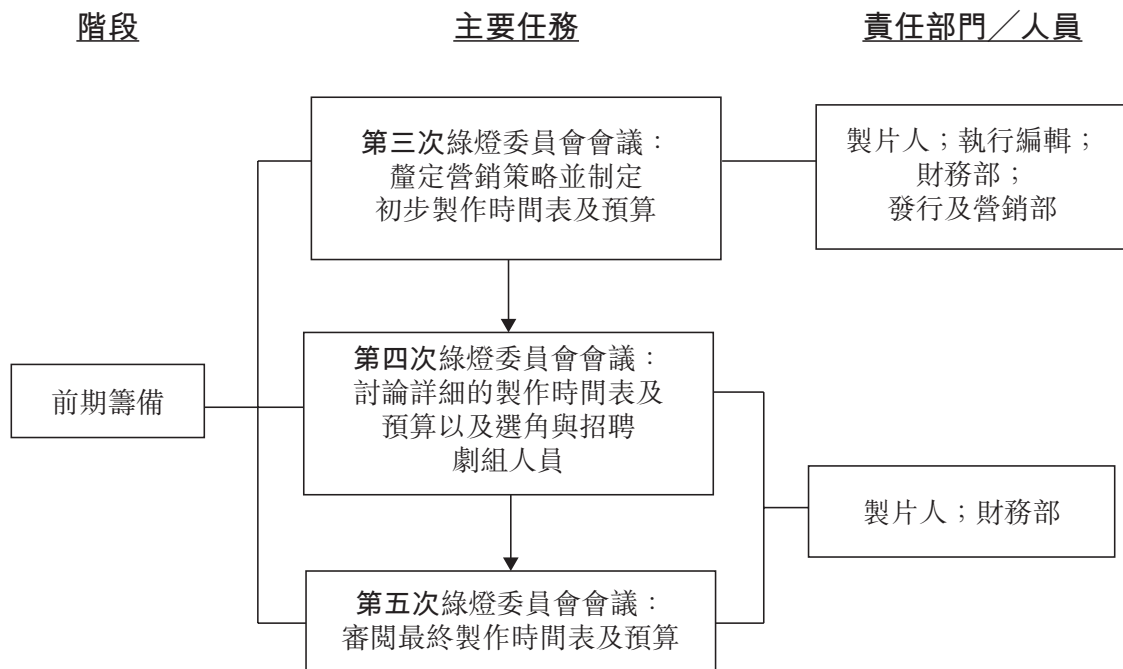 階段
主要任務
責任部門／人員
第三次綠燈委員會會議：
釐定營銷策略並制定
初步製作時間表及預算
製片人；執行編輯；
財務部；
發行及營銷部
前期籌備
第四次綠燈委員會會議：
討論詳細的製作時間表及
預算以及選角與招聘
劇組人員
製片人；財務部
第五次綠燈委員會會議：
審閱最終製作時間表及預算